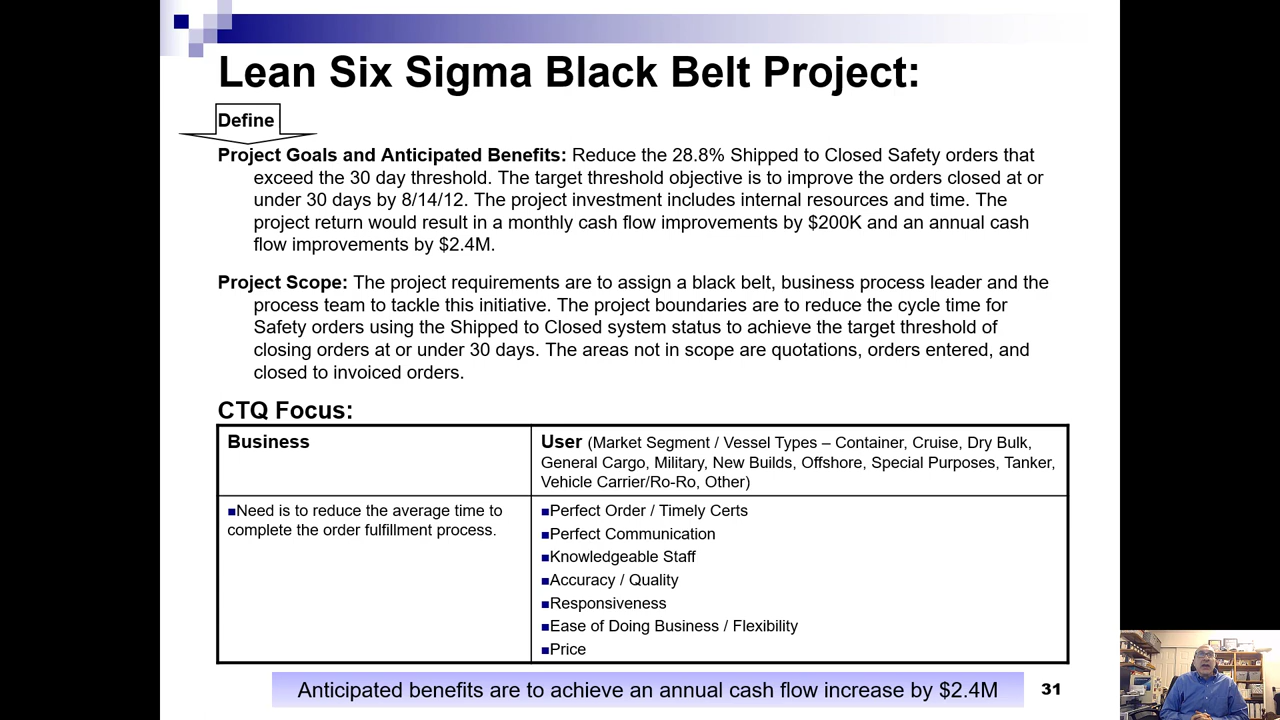 Lean Six Sigma Black Belt Project:
Define
Project Goals and Anticipated Benefits: Reduce the 28.8% Shipped to Closed Safety orders that
exceed the 30 day threshold. The target threshold objective is to improve the orders closed at or
under 30 days by 8/14/12. The project investment includes internal resources and time. The
project return would result in a monthly cash flow improvements by $200K and an annual cash
flow improvements by $2.4M.
Project Scope: The project requirements are to assign a black belt, business process leader and the
process team to tackle this initiative. The project boundaries are to reduce the cycle time for
Safety orders using the Shipped to Closed system status to achieve the target threshold of
closing orders at or under 30 days. The areas not in scope are quotations, orders entered, and
closed to invoiced orders.
CTQ Focus:
Business
User (Market Segment / Vessel Types – Container, Cruise, Dry Bulk,
General Cargo, Military, New Builds, Offshore, Special Purposes, Tanker,
Vehicle Carrier/Ro-Ro, Other)
■Need is to reduce the average time to
complete the order fulfillment process.
■Perfect Order / Timely Certs
■Perfect Communication
■Knowledgeable Staff
■Accuracy / Quality
■Responsiveness
■Ease of Doing Business / Flexibility
■Price
Anticipated benefits are to achieve an annual cash flow increase by $2.4M
31